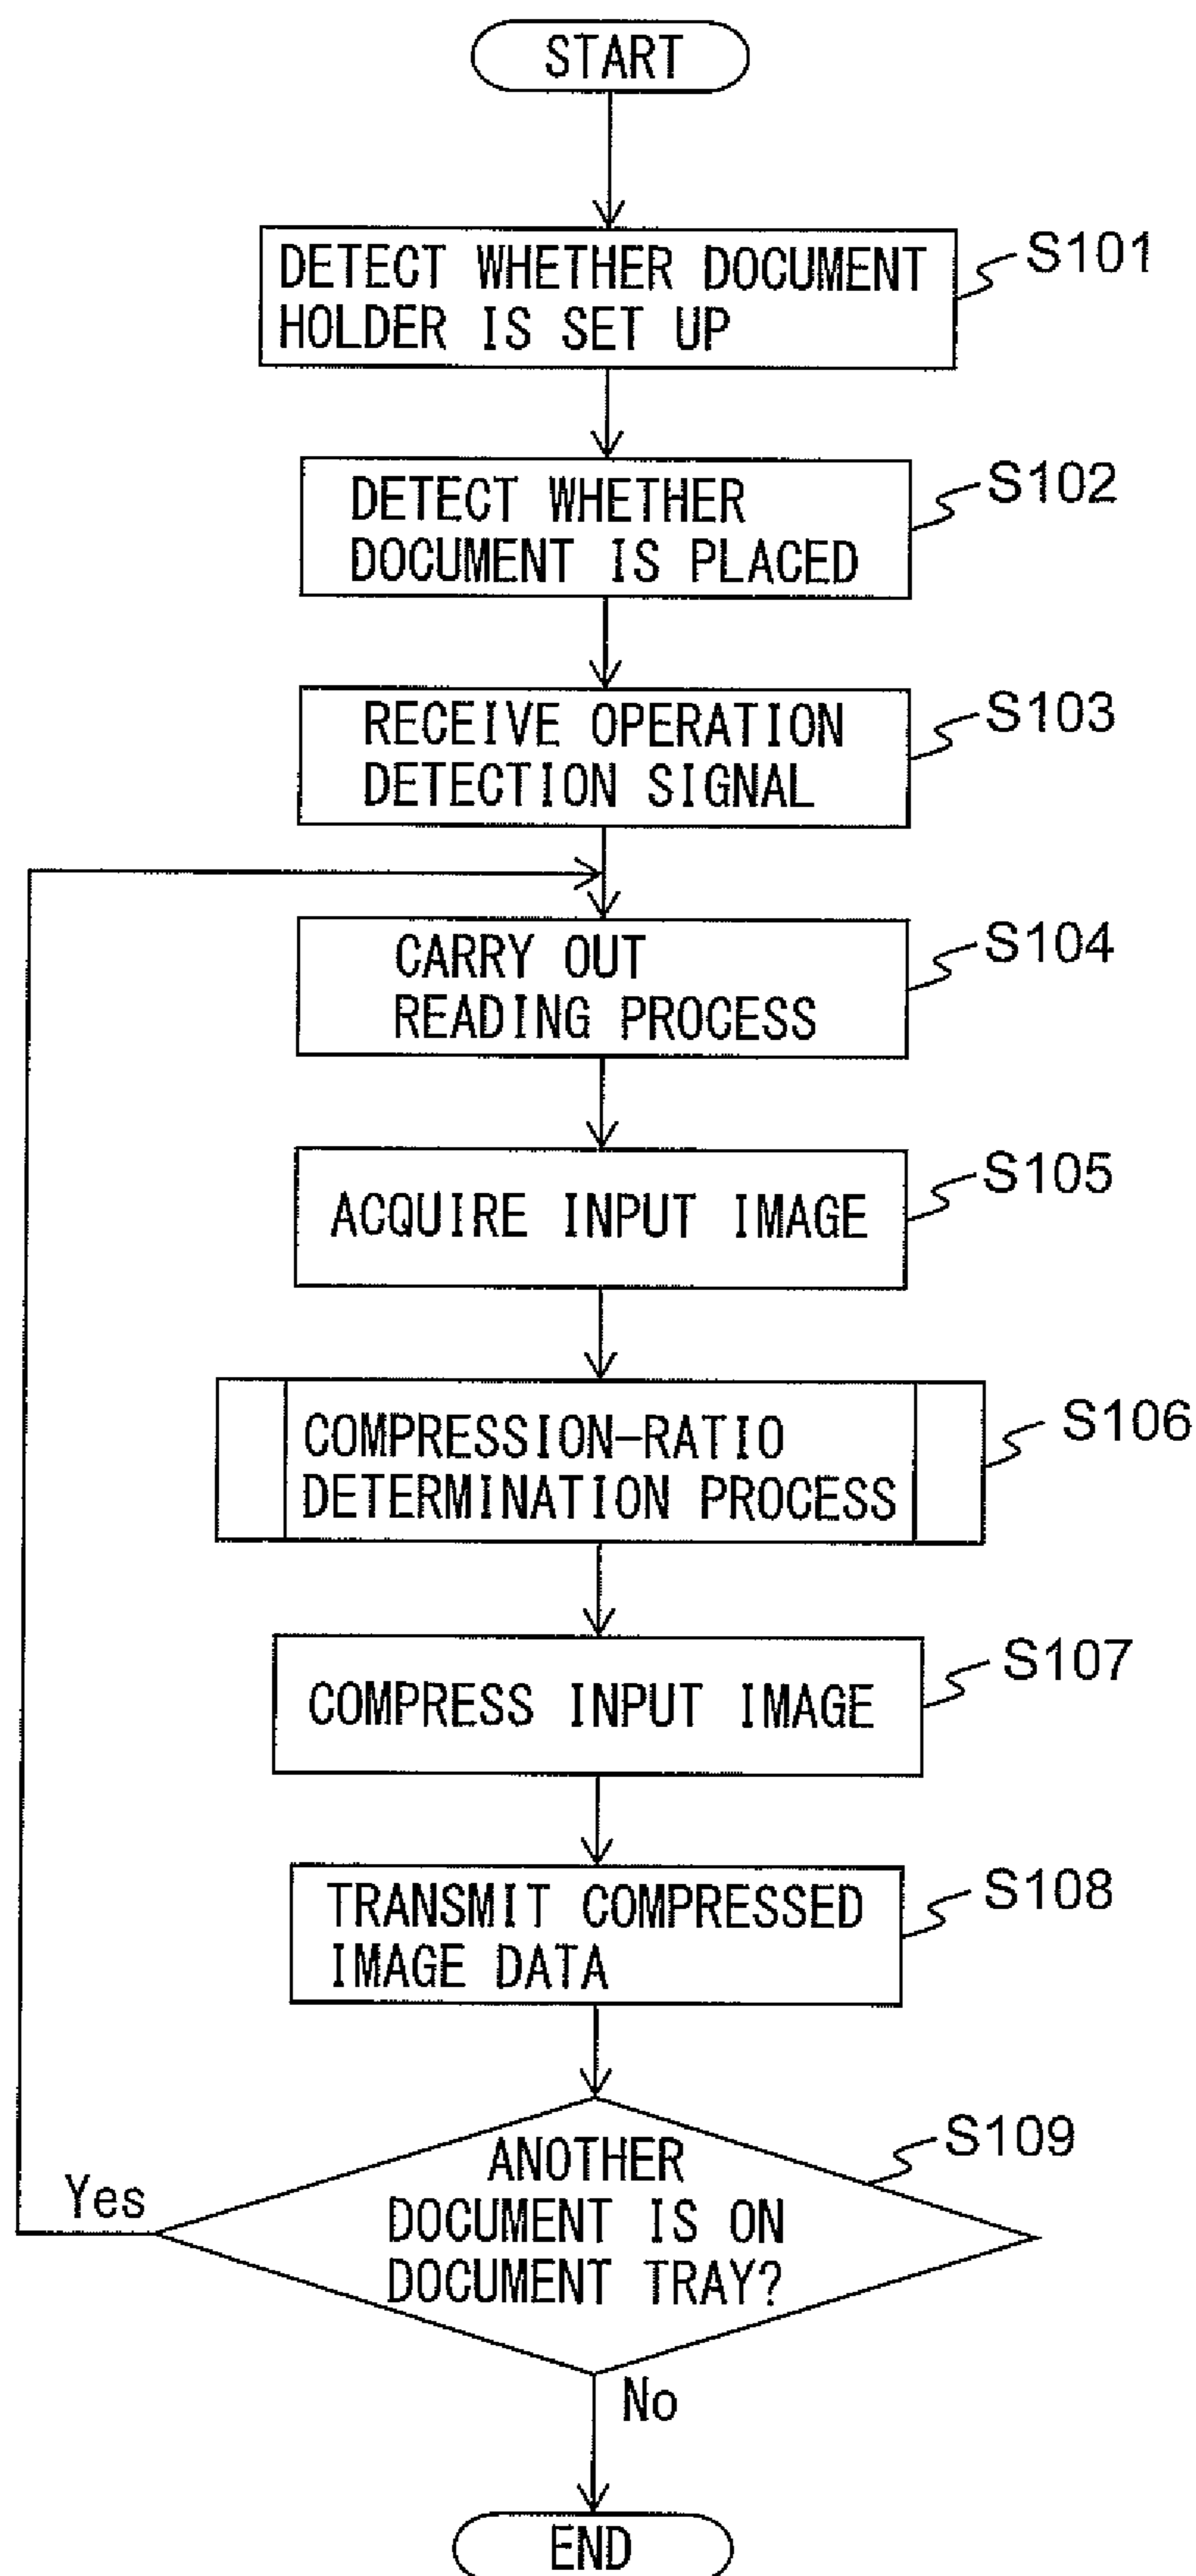 START
DETECT WHETHER DOCUMENT
HOLDER IS SET UP
S101
DETECT WHETHER
DOCUMENT IS PLACED
S102
RECEIVE OPERATION
DETECTION SIGNAL
S103
CARRY OUT
READING PROCESS
S104
ACQUIRE INPUT IMAGE
S105
COMPRESSION-RATIO
DETERMINATION PROCESS
S106
COMPRESS INPUT IMAGE
S107
TRANSMIT COMPRESSED
IMAGE DATA
S108
ANOTHER
DOCUMENT IS ON
DOCUMENT TRAY?
S109
Yes
No
END